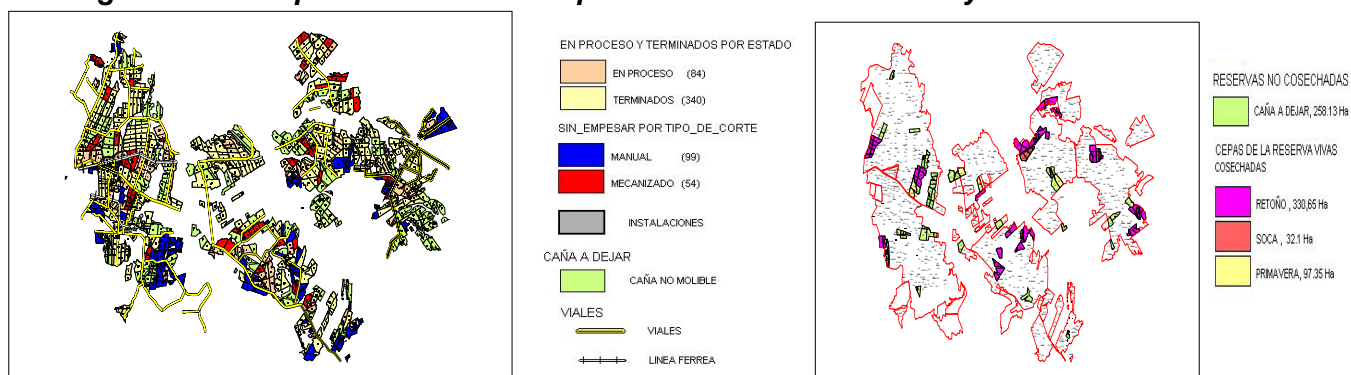 EN PROCESO Y TERMINADOS POR ESTADO
EN PROCESO (84)
TERMINADOS (340)
SIN_EMPESAR POR TIPO_DE_CORTE
MANUAL (99)
MECANIZADO (54)
INSTALACIONES
CAÑA A DEJAR
CAÑA NO MOLIBLE
VIALES
VIALES
LINEA FERREA
RESERVAS NO COSECHADAS
CAÑA A DEJAR, 258.13 Ha
CEPAS DE LA RESERVA VIVAS
COSECHADAS
RETOÑO , 330,65 Ha
SOCA , 32.1 Ha
PRIMAVERA, 97.35 Ha